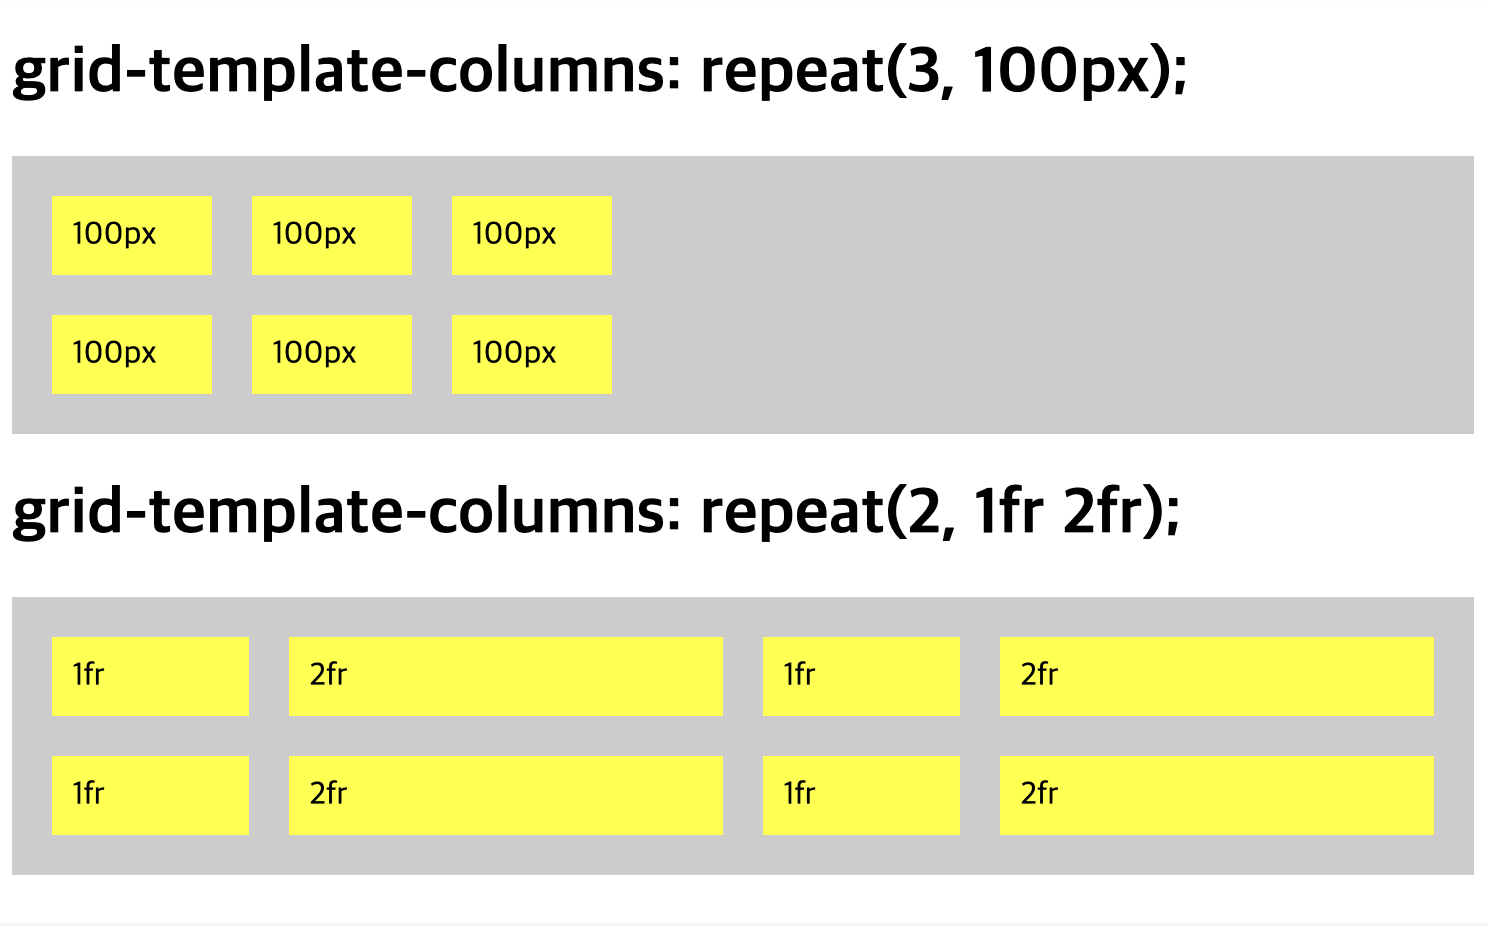 grid-template-columns: repeat(3, 100px);
100px 100px 100px
100px 100px 100px
grid-template-columns: repeat(2, 1fr 2fr);
1fr 2fr 1fr 2fr
1fr 2fr 1fr 2fr